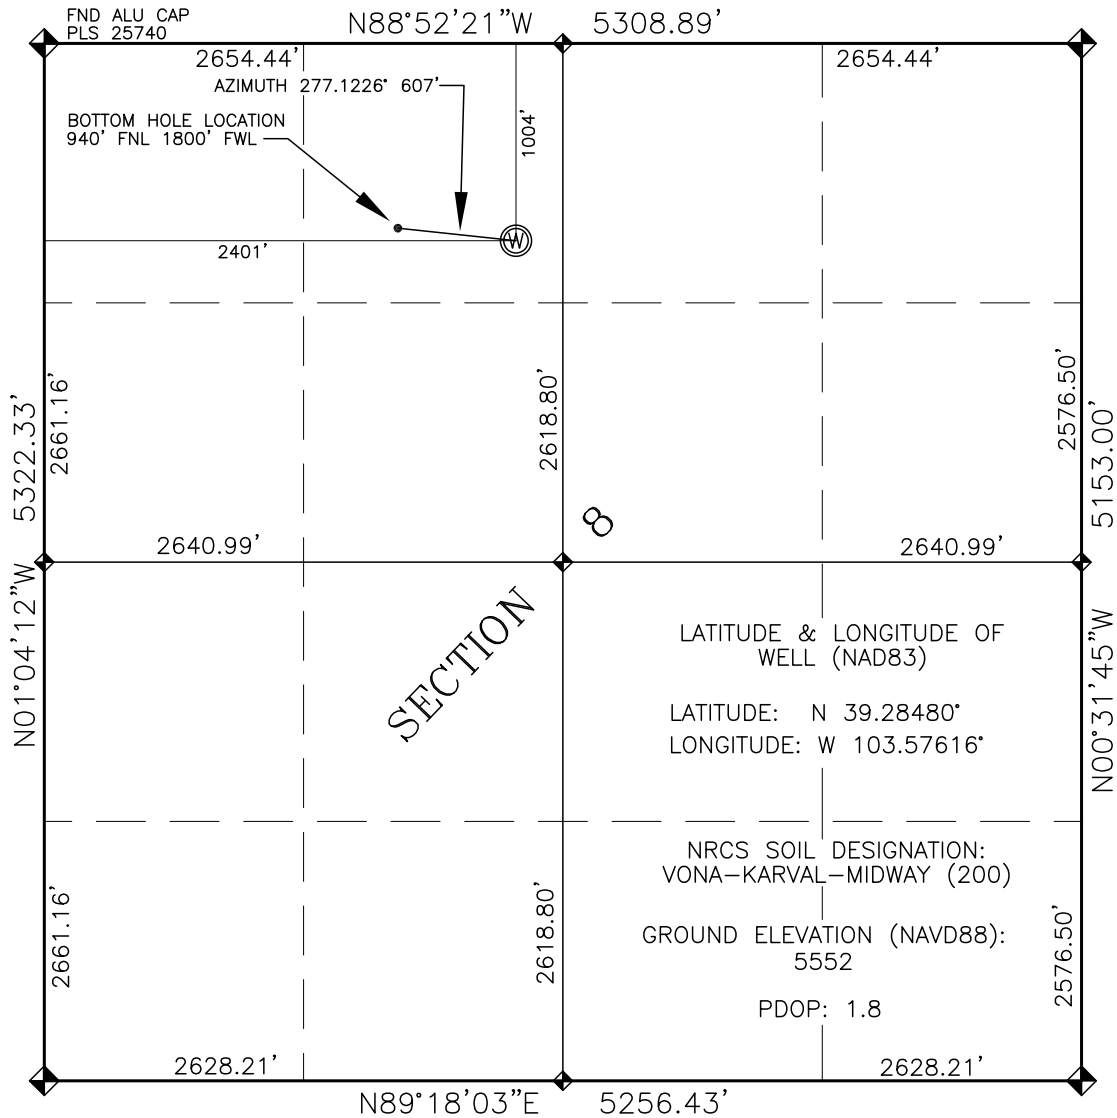 FND ALU CAP
PLS 25740
N88°52'21"W 5308.89'
2654.44'
2654.44'
AZIMUTH 277.1226° 607'
BOTTOM HOLE LOCATION
940' FNL 1800' FWL
1004'
W
2401'
N01°04'12"W 5322.33'
2661.16'
2618.80'
2576.50'
N00°31'45"W 5153.00'
8
2640.99'
2640.99'
SECTION
LATITUDE & LONGITUDE OF
WELL (NAD83)
LATITUDE: N 39.28480°
LONGITUDE: W 103.57616°
NRCS SOIL DESIGNATION:
VONA-KARVAL-MIDWAY (200)
2661.16'
2618.80'
GROUND ELEVATION (NAVD88):
5552
2576.50'
PDOP: 1.8
2628.21'
2628.21'
N89°18'03"E 5256.43'